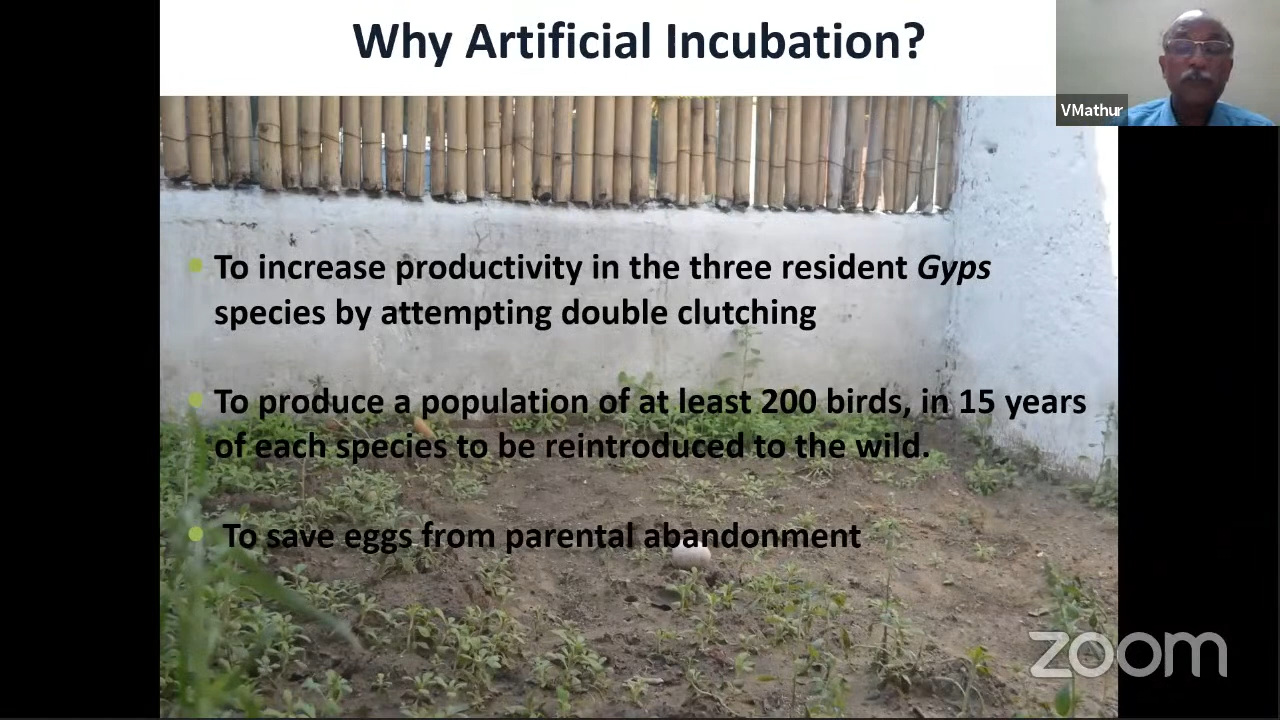 Why Artificial Incubation?
VMathur
To increase productivity in the three resident Gyps
species by attempting double clutching
To produce a population of at least 200 birds, in 15 years
of each species to be reintroduced to the wild.
To save eggs from parental abandonment
zoom